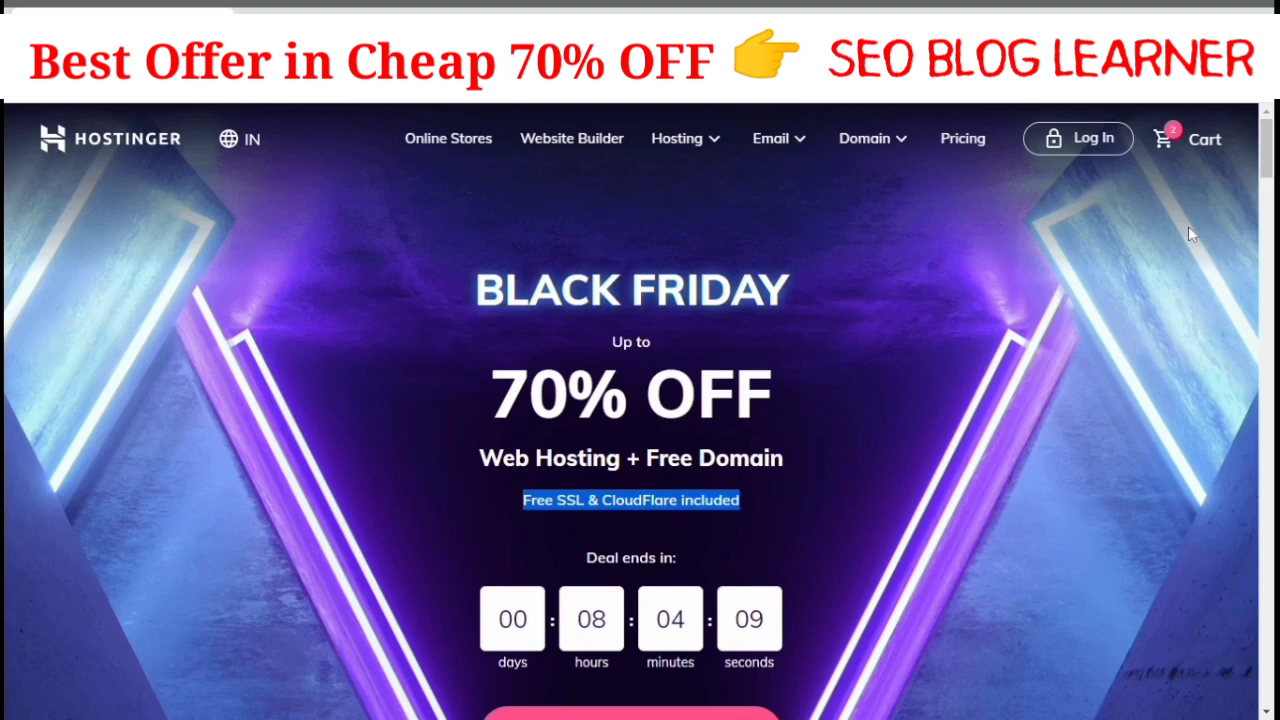 Best Offer in Cheap 70% OFF 👉 SEO BLOG LEARNER
HOSTINGER IN Online Stores Website Builder Hosting Email Domain Pricing Log In 2 Cart
BLACK FRIDAY
Up to
70% OFF
Web Hosting + Free Domain
Free SSL & CloudFlare included
Deal ends in:
00 : 08 : 04 : 09
days hours minutes seconds